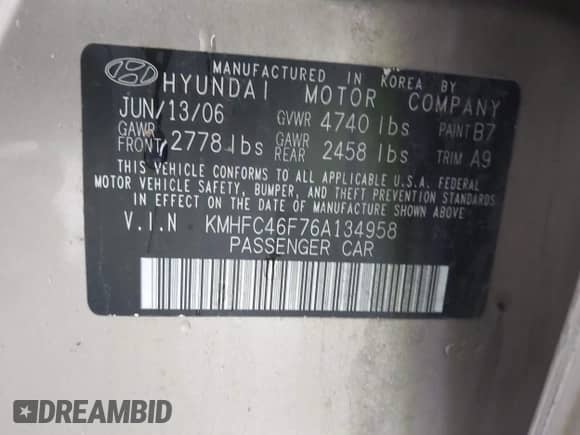 MANUFACTURED IN KOREA BY
HYUNDAI MOTOR COMPANY
JUN/13/06 GVWR 4740 lbs PAINT B7
GAWR FRONT 2778 lbs GAWR REAR 2458 lbs TRIM A9
THIS VEHICLE CONFORMS TO ALL APPLICABLE U.S.A. FEDERAL
MOTOR VEHICLE SAFETY, BUMPER, AND THEFT PREVENTION STANDARDS
IN EFFECT ON THE DATE OF MANUFACTURE SHOWN ABOVE.
V.I.N KMHFC46F76A134958
PASSENGER CAR
DREAMBID